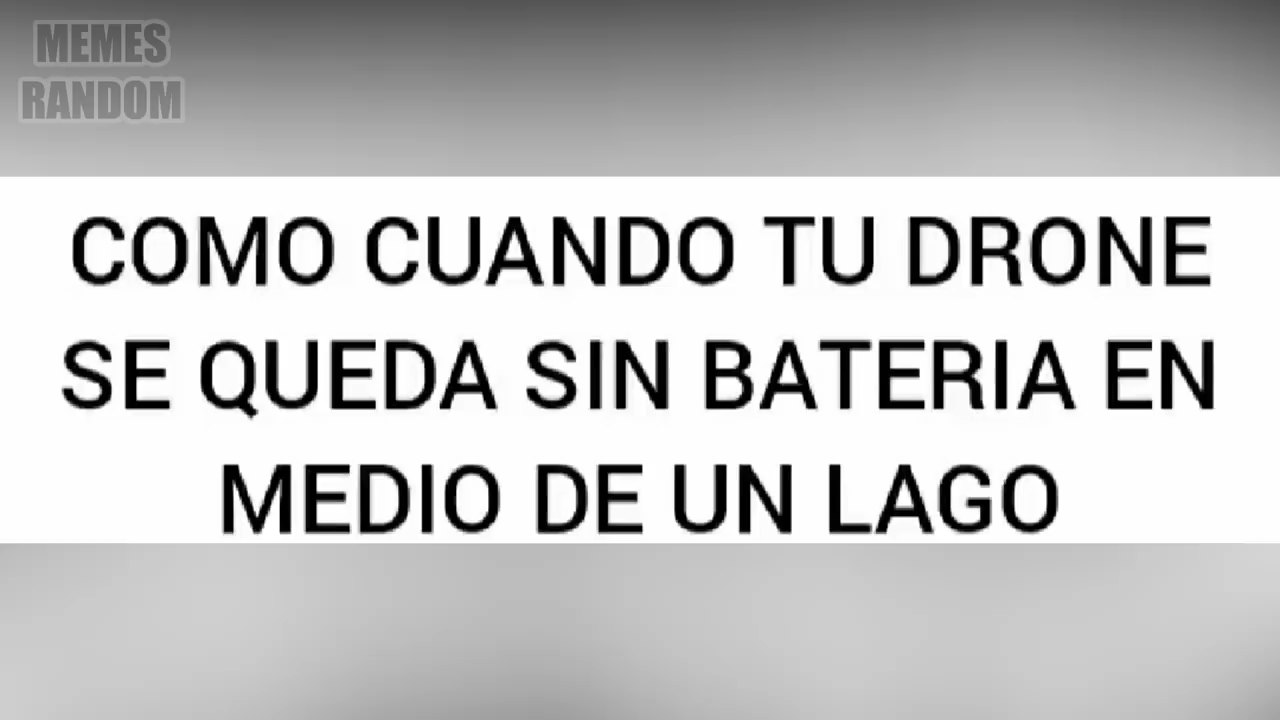 MEMES
RANDOM
COMO CUANDO TU DRONE
SE QUEDA SIN BATERIA EN
MEDIO DE UN LAGO